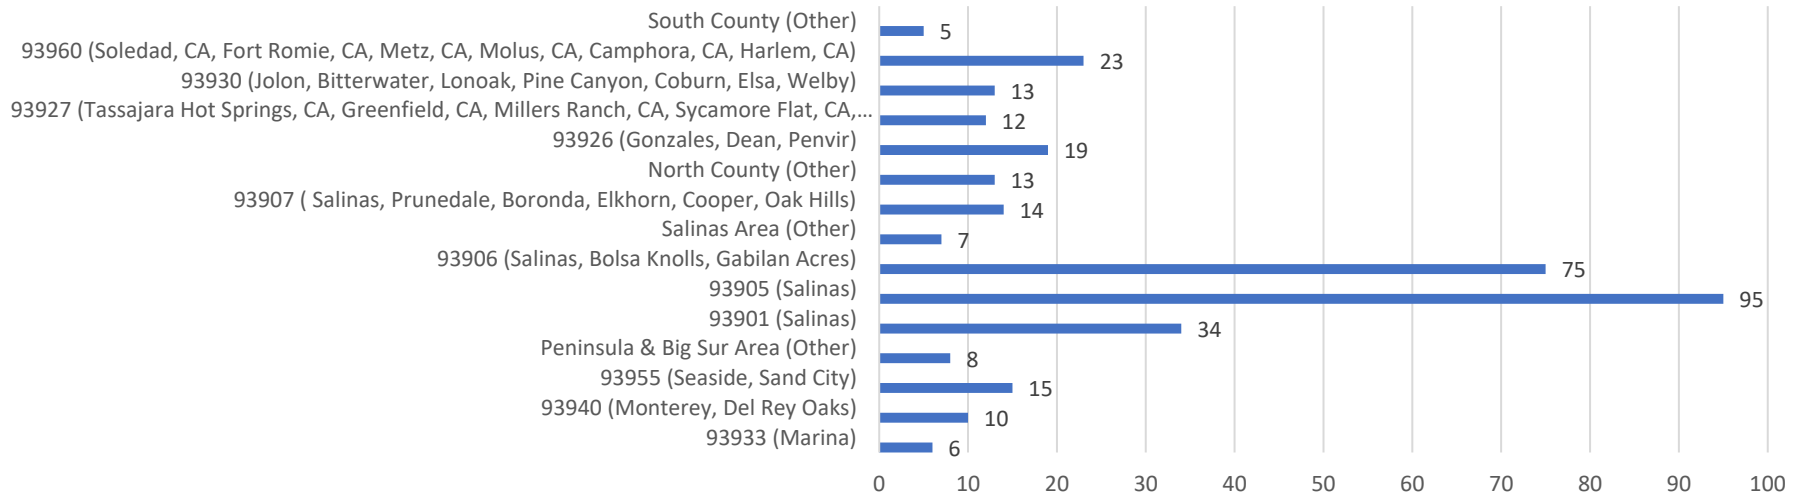 South County (Other) 5
93960 (Soledad, CA, Fort Romie, CA, Metz, CA, Molus, CA, Camphora, CA, Harlem, CA) 23
93930 (Jolon, Bitterwater, Lonoak, Pine Canyon, Coburn, Elsa, Welby) 13
93927 (Tassajara Hot Springs, CA, Greenfield, CA, Millers Ranch, CA, Sycamore Flat, CA,... 12
93926 (Gonzales, Dean, Penvir) 19
North County (Other) 13
93907 ( Salinas, Prunedale, Boronda, Elkhorn, Cooper, Oak Hills) 14
Salinas Area (Other) 7
93906 (Salinas, Bolsa Knolls, Gabilan Acres) 75
93905 (Salinas) 95
93901 (Salinas) 34
Peninsula & Big Sur Area (Other) 8
93955 (Seaside, Sand City) 15
93940 (Monterey, Del Rey Oaks) 10
93933 (Marina) 6
0 10 20 30 40 50 60 70 80 90 100